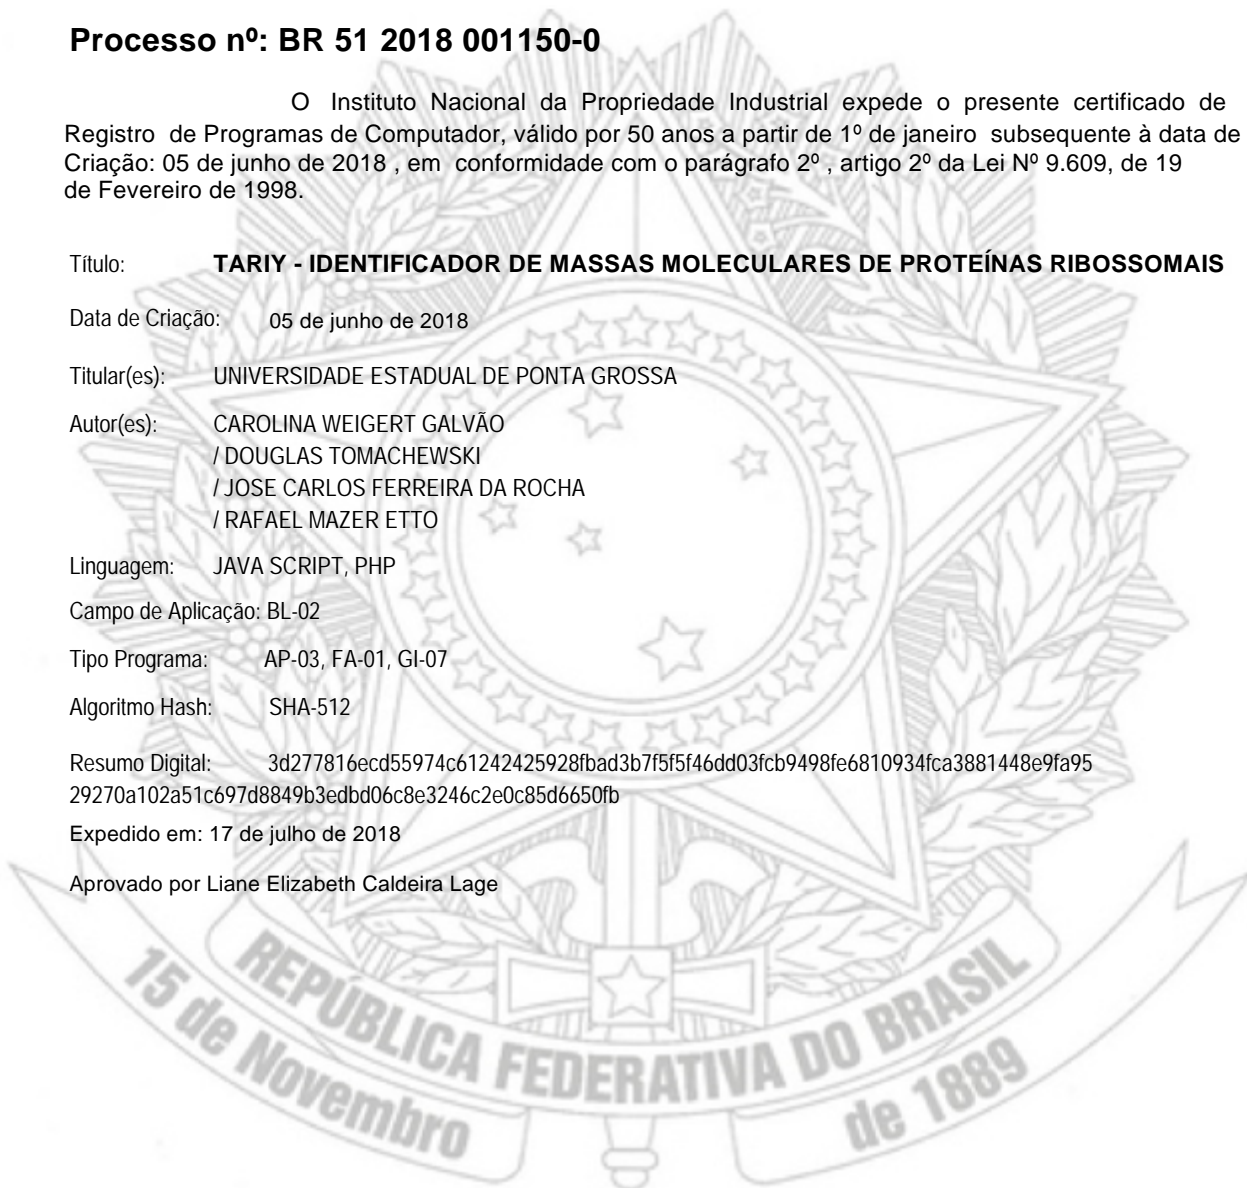 Processo nº: BR 51 2018 001150-0
O Instituto Nacional da Propriedade Industrial expede o presente certificado de
Registro de Programas de Computador, válido por 50 anos a partir de 1º de janeiro subsequente à data de
Criação: 05 de junho de 2018 , em conformidade com o parágrafo 2º , artigo 2º da Lei Nº 9.609, de 19
de Fevereiro de 1998.
Título: TARIY - IDENTIFICADOR DE MASSAS MOLECULARES DE PROTEÍNAS RIBOSSOMAIS
Data de Criação: 05 de junho de 2018
Titular(es): UNIVERSIDADE ESTADUAL DE PONTA GROSSA
Autor(es): CAROLINA WEIGERT GALVÃO
/ DOUGLAS TOMACHEWSKI
/ JOSE CARLOS FERREIRA DA ROCHA
/ RAFAEL MAZER ETTO
Linguagem: JAVA SCRIPT, PHP
Campo de Aplicação: BL-02
Tipo Programa: AP-03, FA-01, GI-07
Algoritmo Hash: SHA-512
Resumo Digital: 3d277816ecd55974c61242425928fbad3b7f5f5f46dd03fcb9498fe6810934fca3881448e9fa95
29270a102a51c697d8849b3edbd06c8e3246c2e0c85d6650fb
Expedido em: 17 de julho de 2018
Aprovado por Liane Elizabeth Caldeira Lage
REPÚBLICA FEDERATIVA DO BRASIL
15 de Novembro de 1889